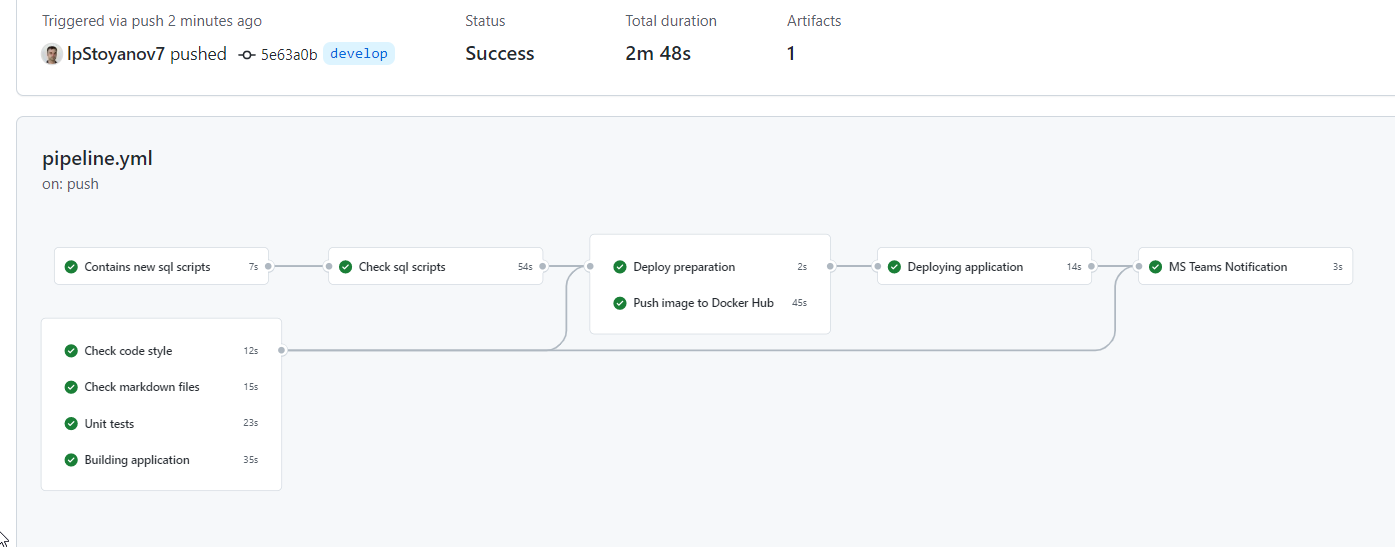 Triggered via push 2 minutes ago
lpStoyanov7 pushed 5e63a0b develop
Status
Success
Total duration
2m 48s
Artifacts
1
pipeline.yml
on: push
Contains new sql scripts 7s
Check sql scripts 54s
Deploy preparation 2s
Push image to Docker Hub 45s
Deploying application 14s
MS Teams Notification 3s
Check code style 12s
Check markdown files 15s
Unit tests 23s
Building application 35s